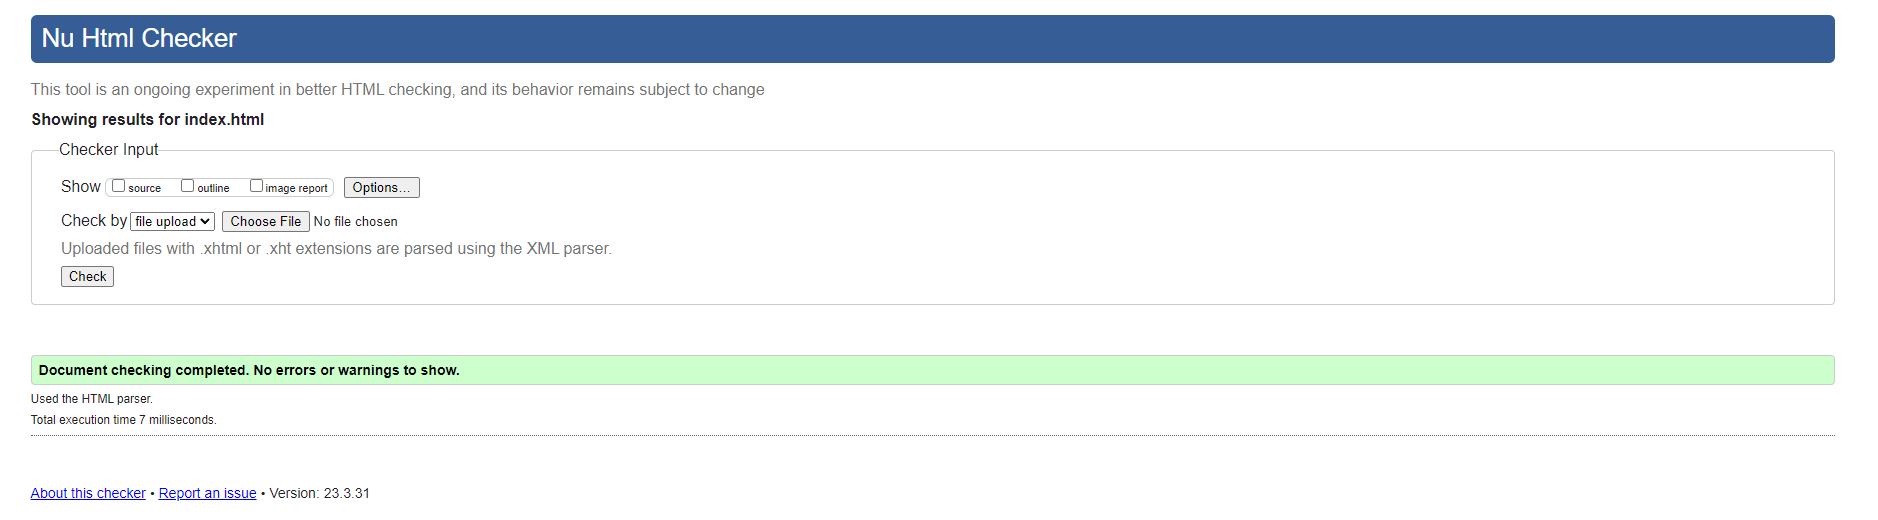 Nu Html Checker
This tool is an ongoing experiment in better HTML checking, and its behavior remains subject to change
Showing results for index.html
Checker Input
Show source outline image report Options...
Check by file upload Choose File No file chosen
Uploaded files with .xhtml or .xht extensions are parsed using the XML parser.
Check
Document checking completed. No errors or warnings to show.
Used the HTML parser.
Total execution time 7 milliseconds.
About this checker • Report an issue • Version: 23.3.31